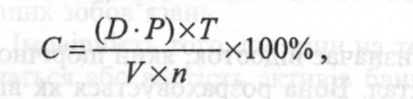 C = (D · P) × T / V × n × 100%,